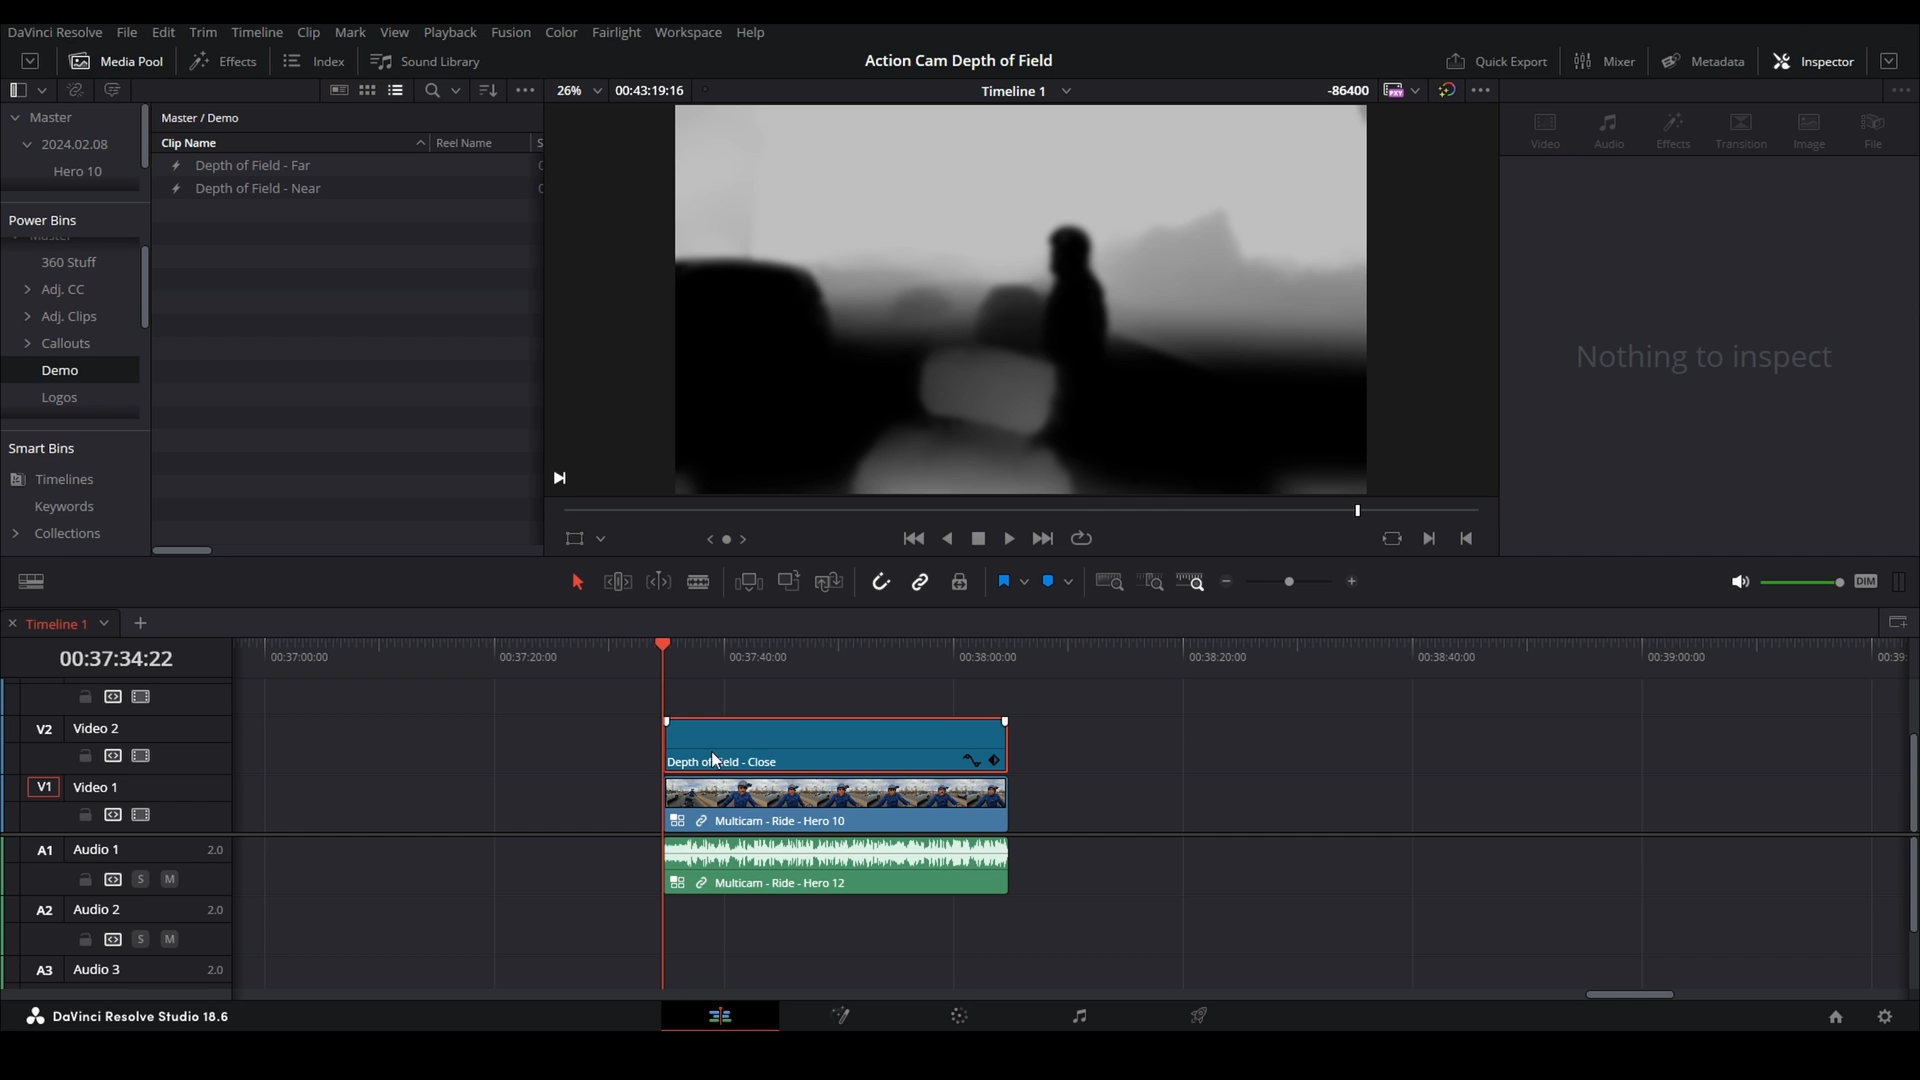 DaVinci Resolve File Edit Trim Timeline Clip Mark View Playback Fusion Color Fairlight Workspace Help
Media Pool Effects Index Sound Library Action Cam Depth of Field Quick Export Mixer Metadata Inspector
26% 00:43:19:16 Timeline 1 -86400
Master
2024.02.08
Hero 10
Power Bins
Master
360 Stuff
Adj. CC
Adj. Clips
Callouts
Demo
Logos
Smart Bins
Timelines
Keywords
Collections
Master / Demo
Clip Name Reel Name S
Depth of Field - Far
Depth of Field - Near
Video Audio Effects Transition Image File
Nothing to inspect
DIM
Timeline 1
00:37:34:22
00:37:00:00 00:37:20:00 00:37:40:00 00:38:00:00 00:38:20:00 00:38:40:00 00:39:00:00 00:39:
V2 Video 2
Depth of Field - Close
V1 Video 1
Multicam - Ride - Hero 10
A1 Audio 1 2.0
S M
Multicam - Ride - Hero 12
A2 Audio 2 2.0
S M
A3 Audio 3 2.0
DaVinci Resolve Studio 18.6